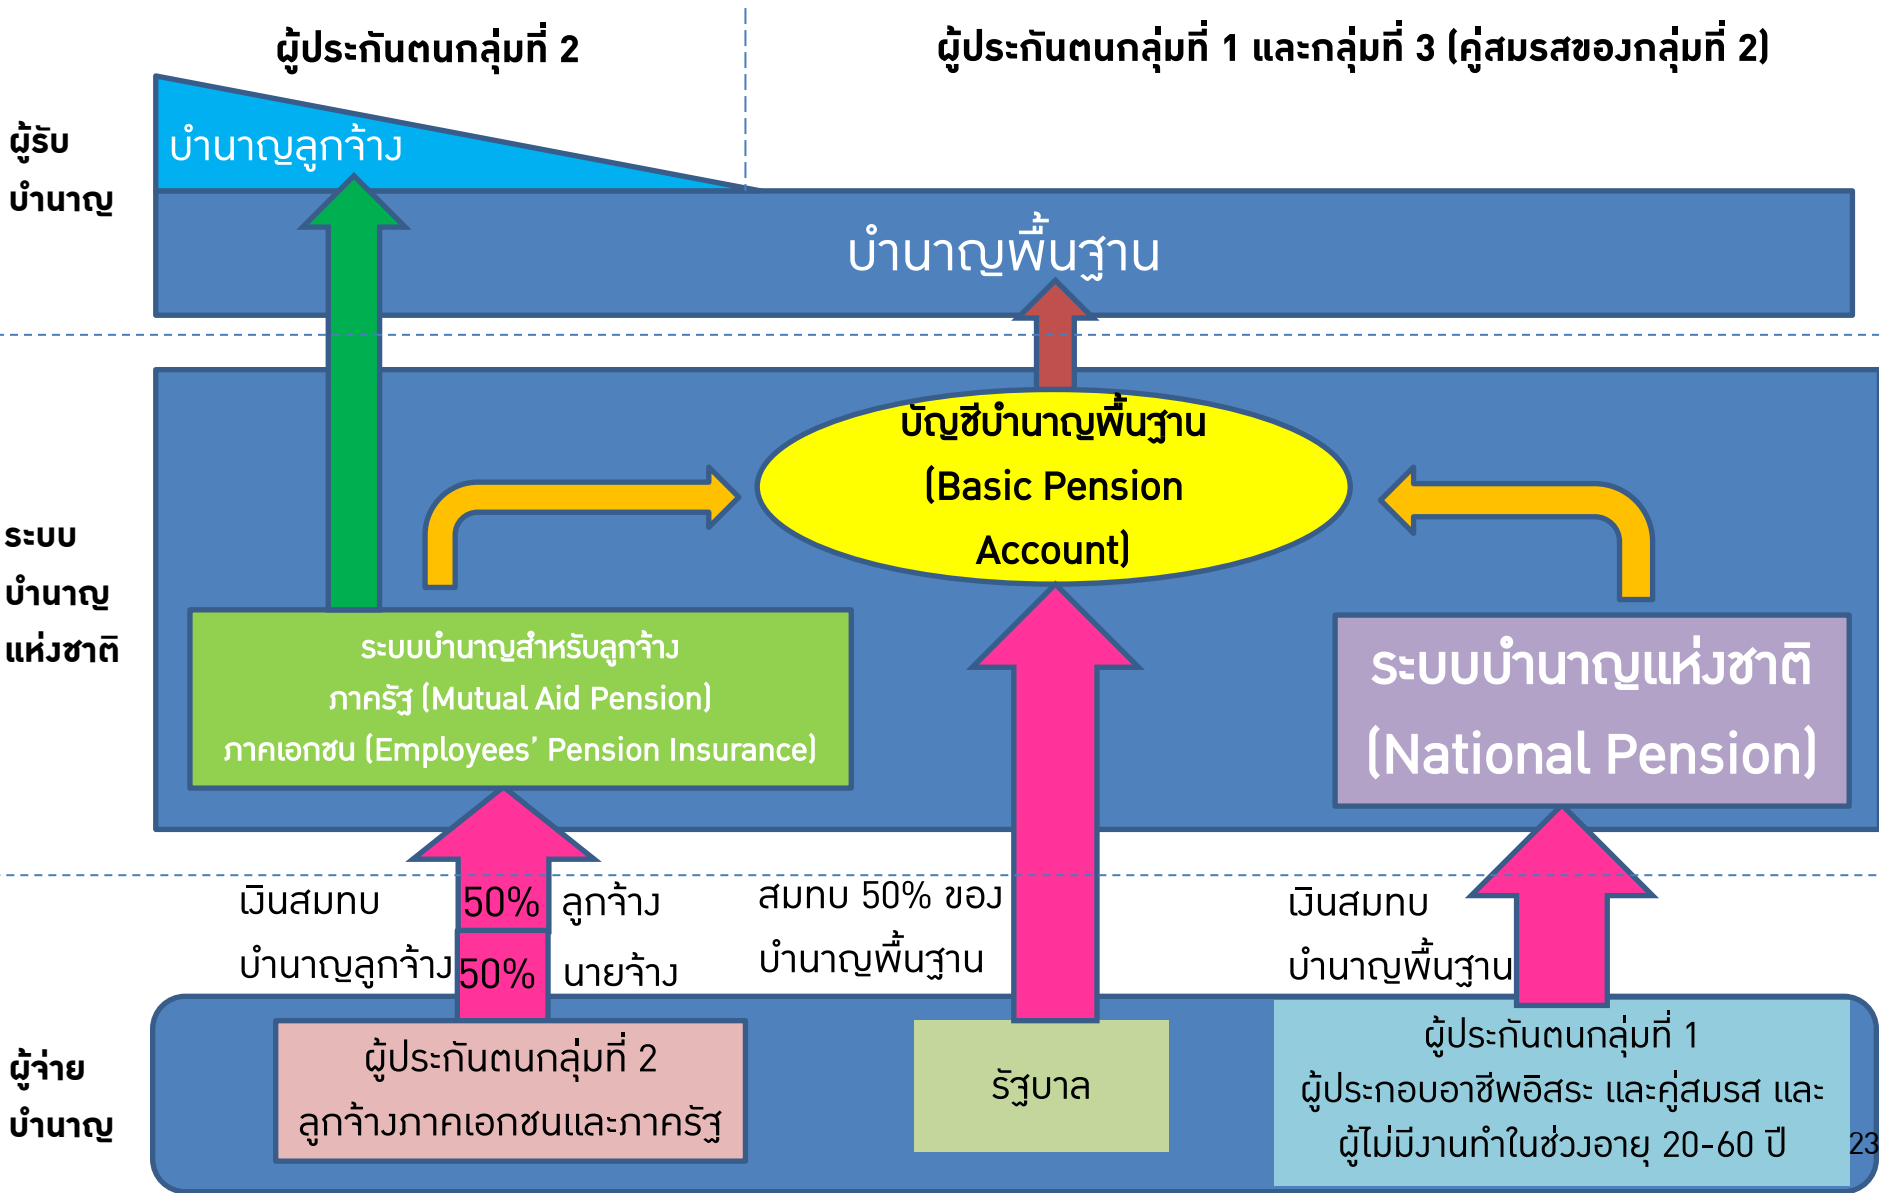 ผู้ประกันตนกลุ่มที่ 2
ผู้ประกันตนกลุ่มที่ 1 และกลุ่มที่ 3 (คู่สมรสของกลุ่มที่ 2)
ผู้รับ
บำนาญ
บำนาญลูกจ้าง
บำนาญพื้นฐาน
ระบบ
บำนาญ
แห่งชาติ
บัญชีบำนาญพื้นฐาน
(Basic Pension
Account)
ระบบบำนาญสำหรับลูกจ้าง
ภาครัฐ (Mutual Aid Pension)
ภาคเอกชน (Employees’ Pension Insurance)
ระบบบำนาญแห่งชาติ
(National Pension)
เงินสมทบ
บำนาญลูกจ้าง
50% ลูกจ้าง
50% นายจ้าง
สมทบ 50% ของ
บำนาญพื้นฐาน
เงินสมทบ
บำนาญพื้นฐาน
ผู้จ่าย
บำนาญ
ผู้ประกันตนกลุ่มที่ 2
ลูกจ้างภาคเอกชนและภาครัฐ
รัฐบาล
ผู้ประกันตนกลุ่มที่ 1
ผู้ประกอบอาชีพอิสระ และคู่สมรส และ
ผู้ไม่มีงานทำในช่วงอายุ 20-60 ปี
23